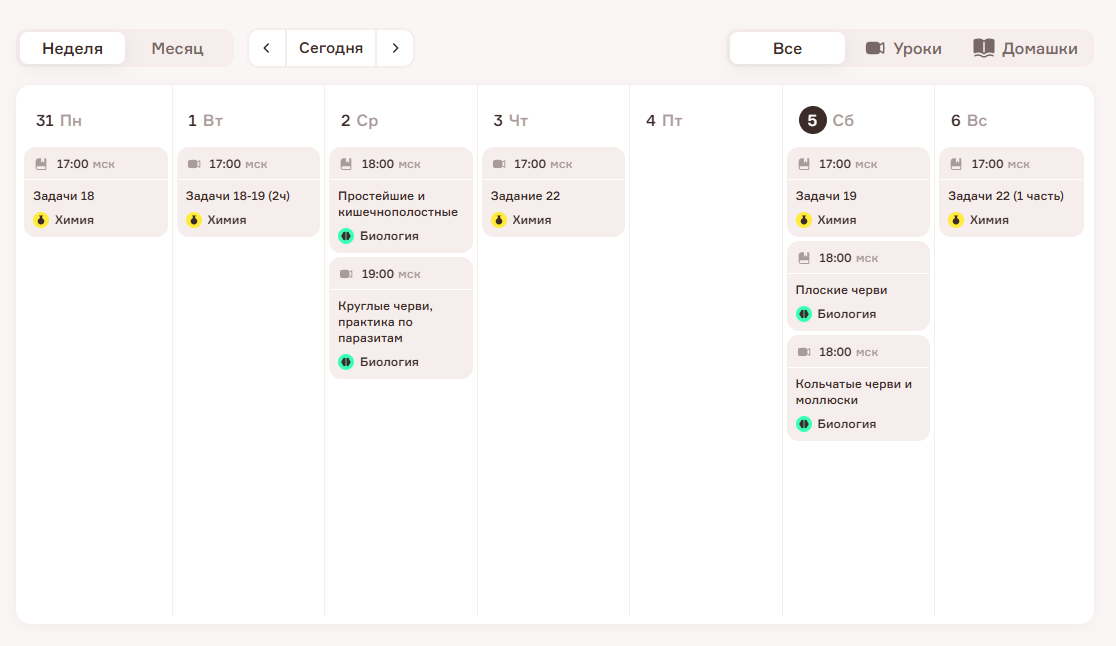 Неделя
Месяц
Сегодня
Все
Уроки
Домашки
31 Пн
17:00 мск
Задачи 18
Химия
1 Вт
17:00 мск
Задачи 18-19 (2ч)
Химия
2 Ср
18:00 мск
Простейшие и
кишечнополостные
Биология
19:00 мск
Круглые черви,
практика по
паразитам
Биология
3 Чт
17:00 мск
Задание 22
Химия
4 Пт
5 Сб
17:00 мск
Задачи 19
Химия
18:00 мск
Плоские черви
Биология
18:00 мск
Кольчатые черви и
моллюски
Биология
6 Вс
17:00 мск
Задачи 22 (1 часть)
Химия